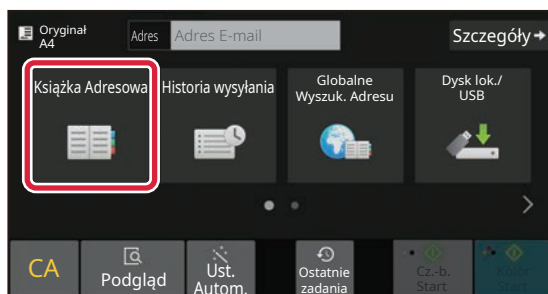 Oryginał
A4
Adres
Adres E-mail
Szczegóły
Książka Adresowa
Historia wysyłania
Globalne
Wyszuk. Adresu
Dysk lok./
USB
CA
Podgląd
Ust.
Autom.
Ostatnie
zadania
Cz.-b.
Start
Kolor
Start